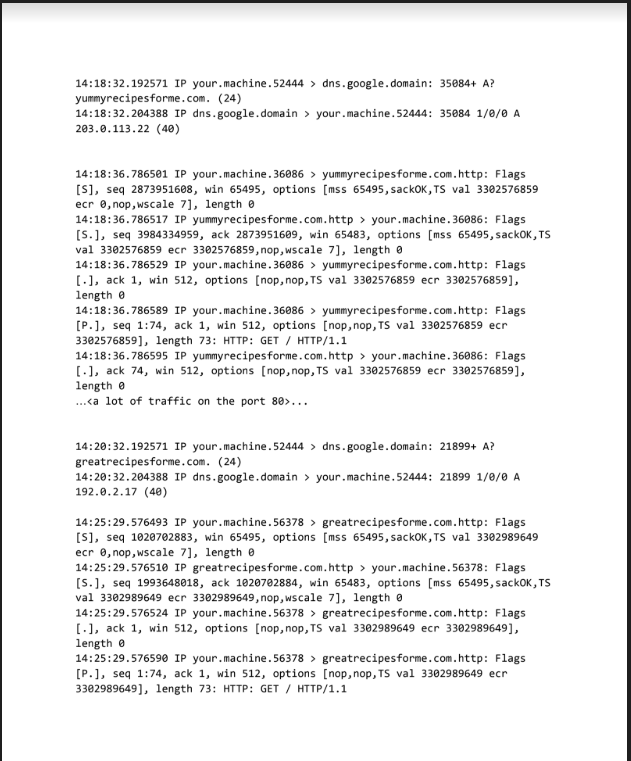 14:18:32.192571 IP your.machine.52444 > dns.google.domain: 35084+ A?
yummyrecipesforme.com. (24)
14:18:32.204388 IP dns.google.domain > your.machine.52444: 35084 1/0/0 A
203.0.113.22 (40)
14:18:36.786501 IP your.machine.36086 > yummyrecipesforme.com.http: Flags
[S], seq 2873951608, win 65495, options [mss 65495,sackOK,TS val 3302576859
ecr 0,nop,wscale 7], length 0
14:18:36.786517 IP yummyrecipesforme.com.http > your.machine.36086: Flags
[S.], seq 3984334959, ack 2873951609, win 65483, options [mss 65495,sackOK,TS
val 3302576859 ecr 3302576859,nop,wscale 7], length 0
14:18:36.786529 IP your.machine.36086 > yummyrecipesforme.com.http: Flags
[.], ack 1, win 512, options [nop,nop,TS val 3302576859 ecr 3302576859],
length 0
14:18:36.786589 IP your.machine.36086 > yummyrecipesforme.com.http: Flags
[P.], seq 1:74, ack 1, win 512, options [nop,nop,TS val 3302576859 ecr
3302576859], length 73: HTTP: GET / HTTP/1.1
14:18:36.786595 IP yummyrecipesforme.com.http > your.machine.36086: Flags
[.], ack 74, win 512, options [nop,nop,TS val 3302576859 ecr 3302576859],
length 0
...<a lot of traffic on the port 80>...
14:20:32.192571 IP your.machine.52444 > dns.google.domain: 21899+ A?
greatrecipesforme.com. (24)
14:20:32.204388 IP dns.google.domain > your.machine.52444: 21899 1/0/0 A
192.0.2.17 (40)
14:25:29.576493 IP your.machine.56378 > greatrecipesforme.com.http: Flags
[S], seq 1020702883, win 65495, options [mss 65495,sackOK,TS val 3302989649
ecr 0,nop,wscale 7], length 0
14:25:29.576510 IP greatrecipesforme.com.http > your.machine.56378: Flags
[S.], seq 1993648018, ack 1020702884, win 65483, options [mss 65495,sackOK,TS
val 3302989649 ecr 3302989649,nop,wscale 7], length 0
14:25:29.576524 IP your.machine.56378 > greatrecipesforme.com.http: Flags
[.], ack 1, win 512, options [nop,nop,TS val 3302989649 ecr 3302989649],
length 0
14:25:29.576590 IP your.machine.56378 > greatrecipesforme.com.http: Flags
[P.], seq 1:74, ack 1, win 512, options [nop,nop,TS val 3302989649 ecr
3302989649], length 73: HTTP: GET / HTTP/1.1